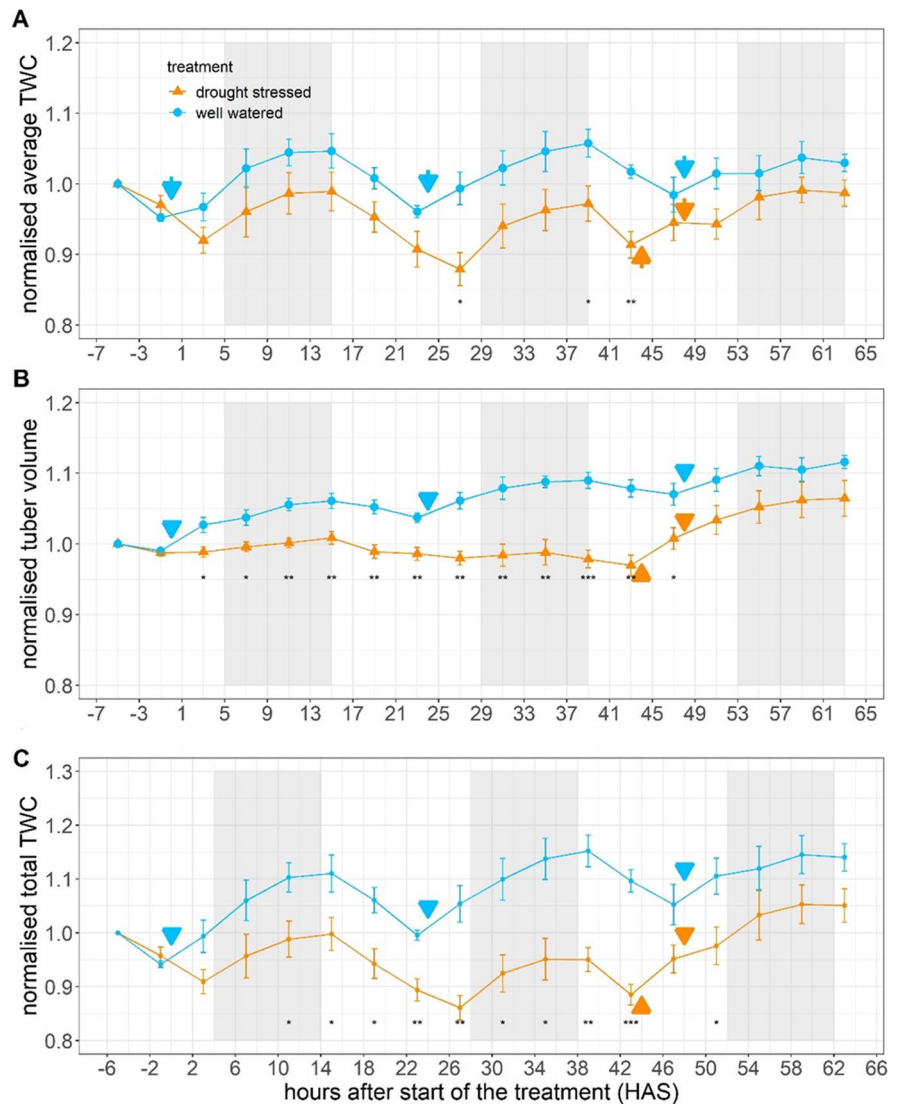 A
normalised average TWC
1.2
1.1
1.0
0.9
0.8
treatment
drought stressed
well watered
* * **
-7 -3 1 5 9 13 17 21 25 29 33 37 41 45 49 53 57 61 65
B
normalised tuber volume
1.2
1.1
1.0
0.9
0.8
* * ** ** ** ** ** ** ** *** ** *
-7 -3 1 5 9 13 17 21 25 29 33 37 41 45 49 53 57 61 65
C
normalised total TWC
1.3
1.2
1.1
1.0
0.9
0.8
* * * ** ** * * ** *** *
-6 -2 2 6 10 14 18 22 26 30 34 38 42 46 50 54 58 62 66
hours after start of the treatment (HAS)